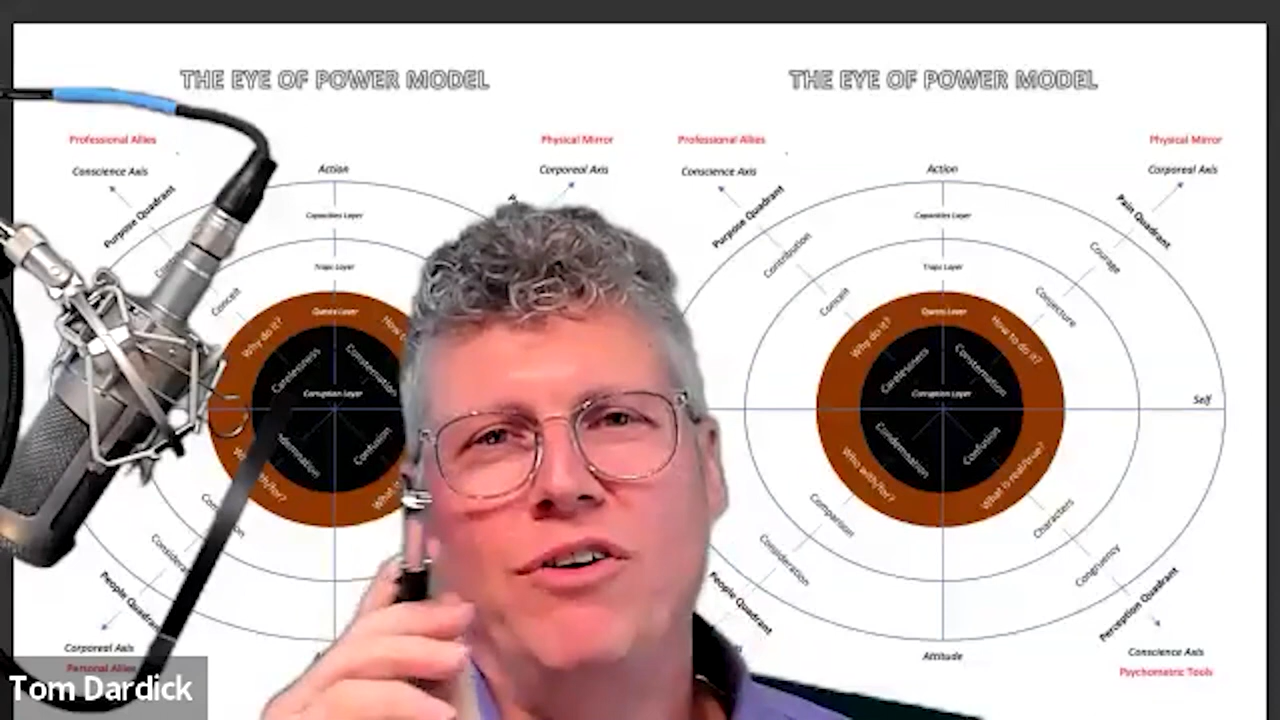 THE EYE OF POWER MODEL
Professional Allies
Physical Mirror
Conscience Axis
Corporeal Axis
Action
Purpose Quadrant
Capacities Layer
Traps Layer
Conceit
Quests Layer
Why do it?
Carelessness
Consternation
Corruption Layer
Confusion
People Quadrant
Corporeal Axis
Personal Allies
Tom Dardick
THE EYE OF POWER MODEL
Professional Allies
Physical Mirror
Conscience Axis
Corporeal Axis
Action
Purpose Quadrant
Pain Quadrant
Capacities Layer
Contribution
Courage
Traps Layer
Conceit
Conjecture
Quests Layer
Why do it?
How to do it?
Carelessness
Consternation
Corruption Layer
Self
Condemnation
Confusion
Who with/for?
What is real/true?
Comparison
Characters
Consideration
Congruency
People Quadrant
Perception Quadrant
Attitude
Conscience Axis
Psychometric Tools